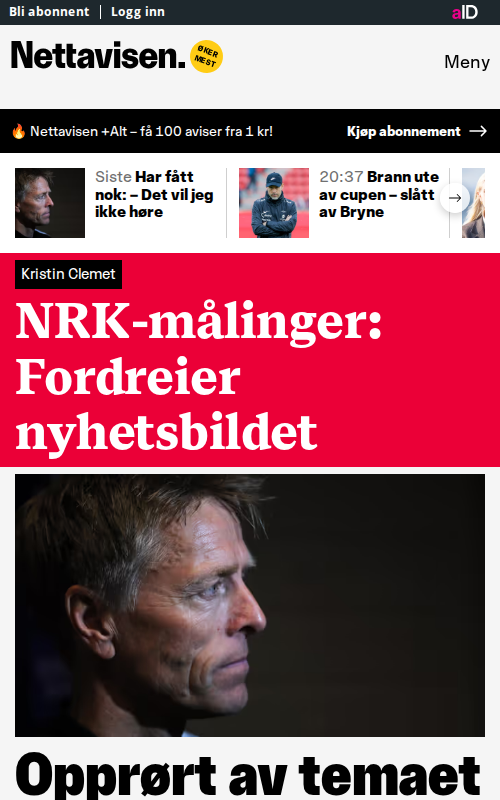 Bli abonnent | Logg inn
aID
Nettavisen.
ØKER
MEST
Meny
🔥 Nettavisen +Alt – få 100 aviser fra 1 kr!
Kjøp abonnement →
Siste Har fått
nok: – Det vil jeg
ikke høre
20:37 Brann ute
av cupen – slått
av Bryne
Kristin Clemet
NRK-målinger:
Fordreier
nyhetsbildet
Opprørt av temaet